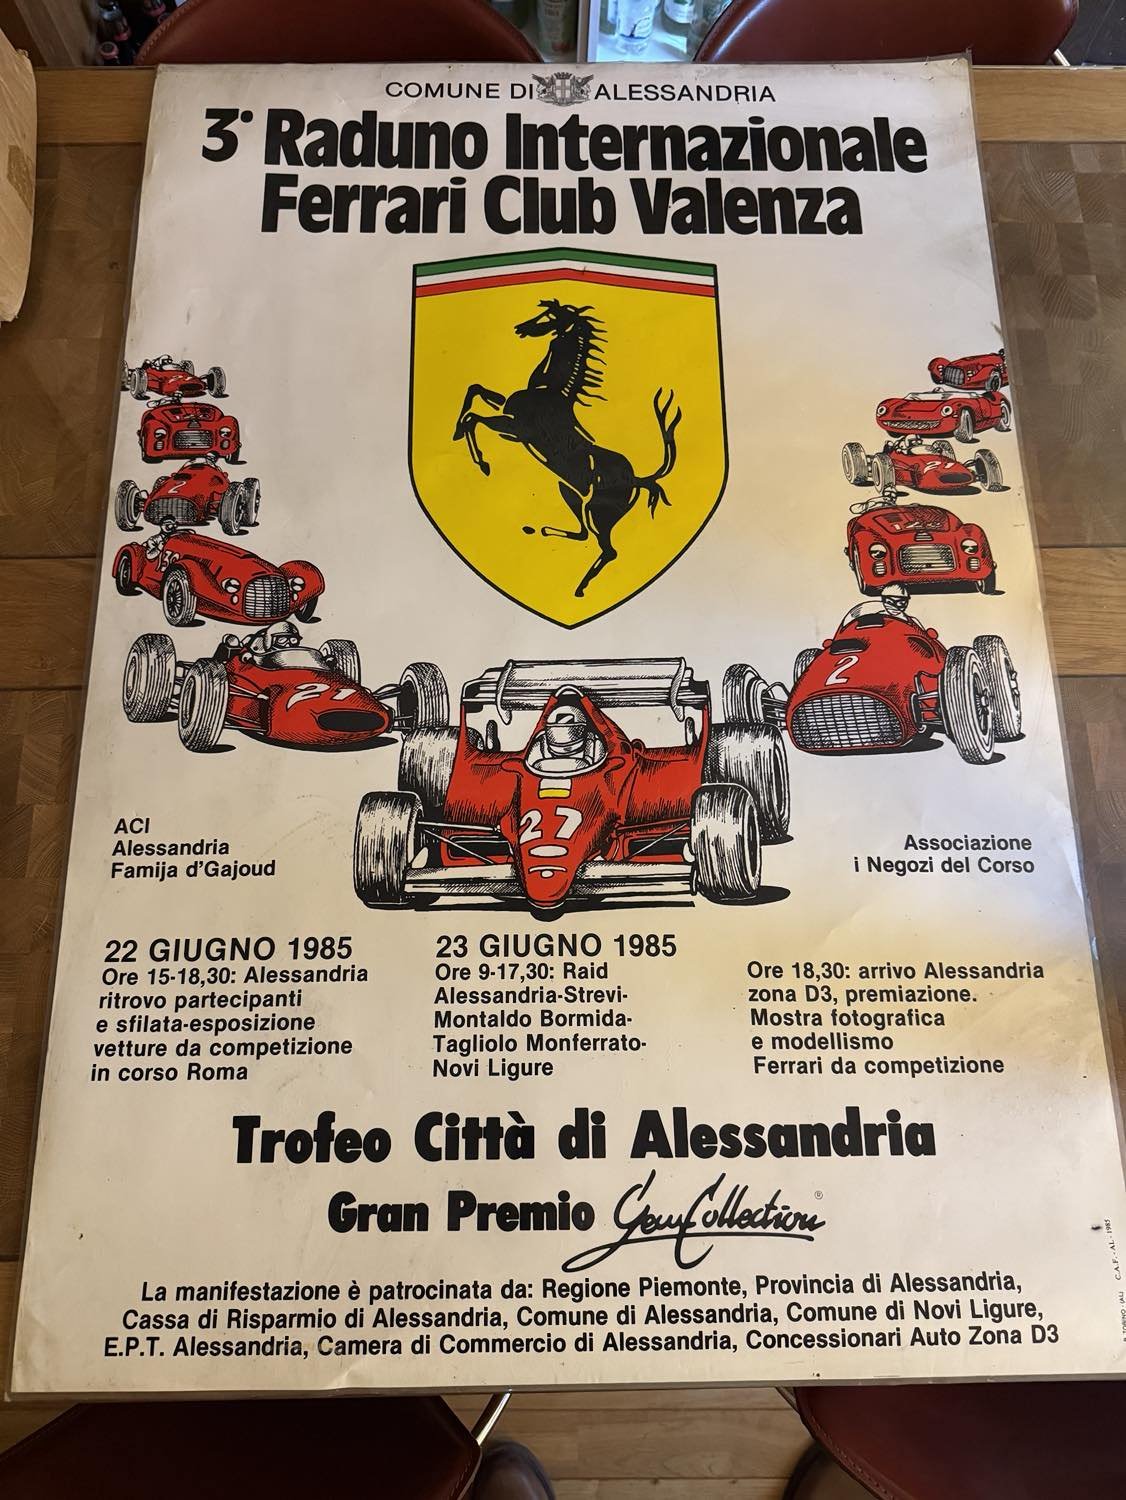 COMUNE DI ALESSANDRIA
3° Raduno Internazionale
Ferrari Club Valenza
21
2
21
2
21
2
27
ACI
Alessandria
Famija d'Gajoud
Associazione
i Negozi del Corso
22 GIUGNO 1985
Ore 15-18,30: Alessandria
ritrovo partecipanti
e sfilata-esposizione
vetture da competizione
in corso Roma
23 GIUGNO 1985
Ore 9-17,30: Raid
Alessandria-Strevi-
Montaldo Bormida-
Tagliolo Monferrato-
Novi Ligure
Ore 18,30: arrivo Alessandria
zona D3, premiazione.
Mostra fotografica
e modellismo
Ferrari da competizione
Trofeo Città di Alessandria
Gran Premio Gem Collection ®
La manifestazione è patrocinata da: Regione Piemonte, Provincia di Alessandria,
Cassa di Risparmio di Alessandria, Comune di Alessandria, Comune di Novi Ligure,
E.P.T. Alessandria, Camera di Commercio di Alessandria, Concessionari Auto Zona D3
C.A.F. - AL - 1985